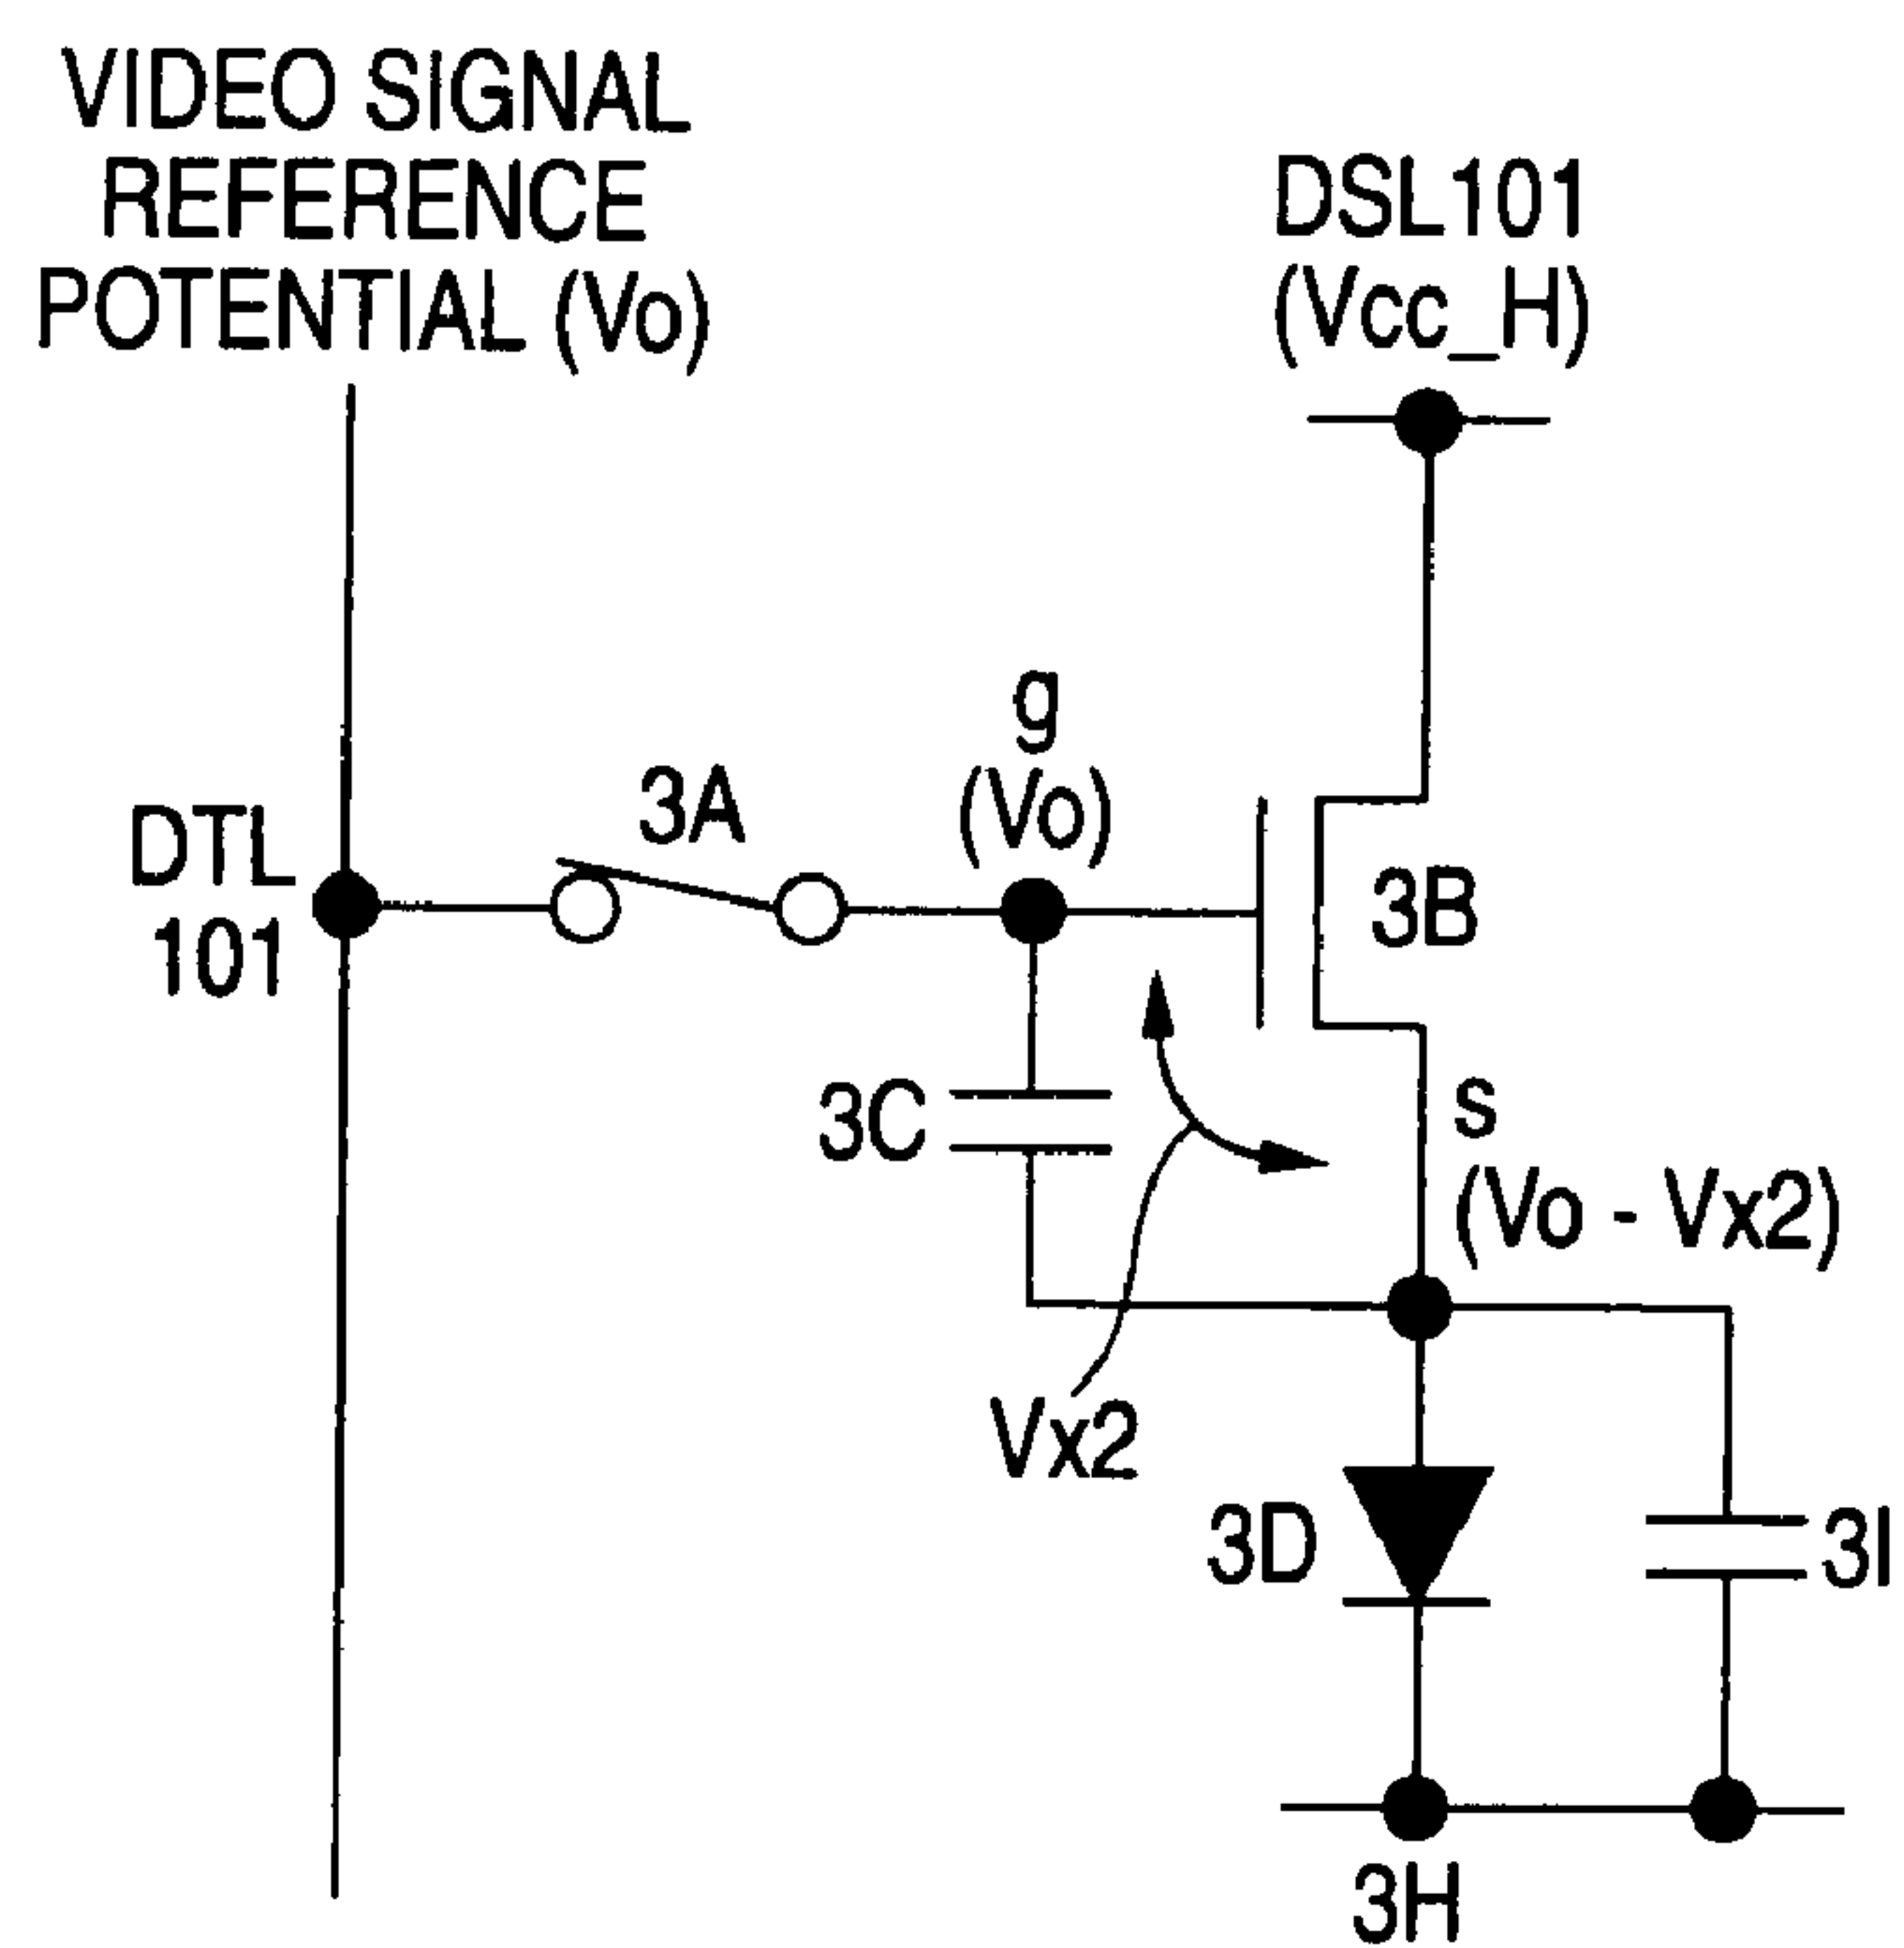 VIDEO SIGNAL
REFERENCE
POTENTIAL (Vo)
DSL101
(Vcc_H)
g
(Vo)
3A
DTL
101
3B
3C
s
(Vo - Vx2)
Vx2
3D
3I
3H